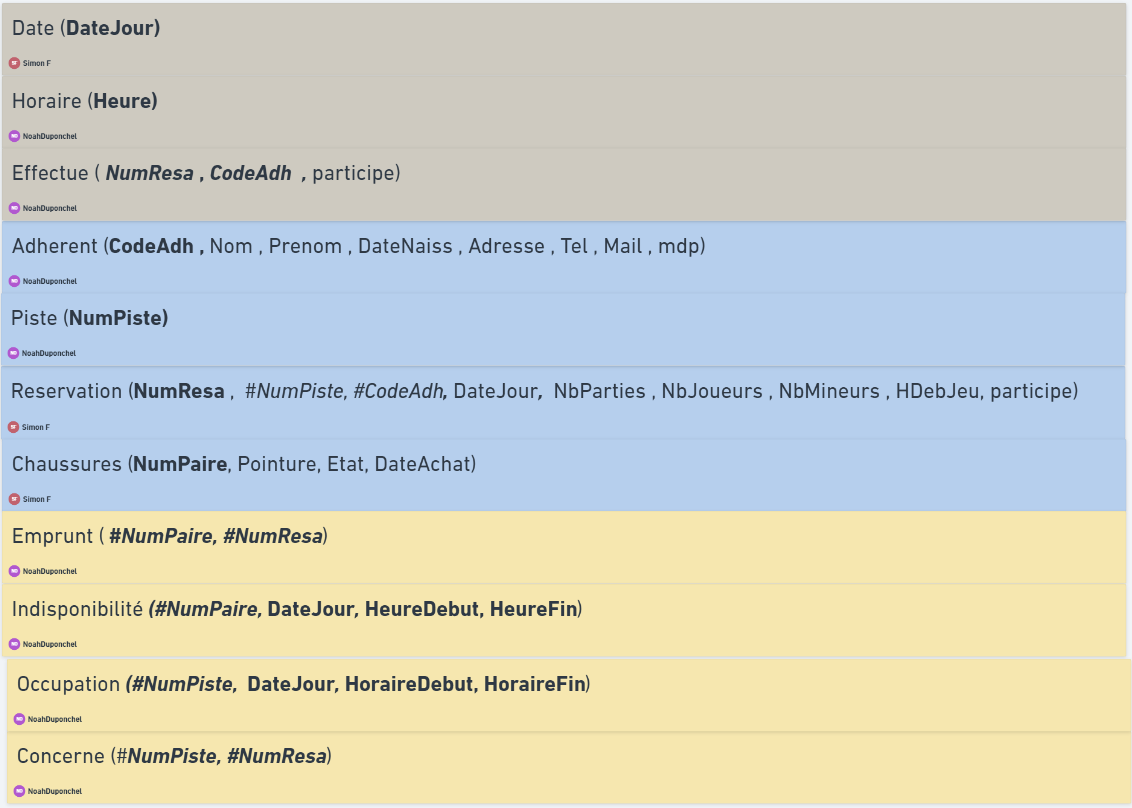 Date (DateJour)
SF Simon F
Horaire (Heure)
NoahDuponchel
Effectue ( NumResa , CodeAdh , participe)
NoahDuponchel
Adherent (CodeAdh , Nom , Prenom , DateNaiss , Adresse , Tel , Mail , mdp)
NoahDuponchel
Piste (NumPiste)
NoahDuponchel
Reservation (NumResa , #NumPiste, #CodeAdh, DateJour, NbParties , NbJoueurs , NbMineurs , HDebJeu, participe)
SF Simon F
Chaussures (NumPaire, Pointure, Etat, DateAchat)
SF Simon F
Emprunt ( #NumPaire, #NumResa)
NoahDuponchel
Indisponibilité (#NumPaire, DateJour, HeureDebut, HeureFin)
NoahDuponchel
Occupation (#NumPiste, DateJour, HoraireDebut, HoraireFin)
NoahDuponchel
Concerne (#NumPiste, #NumResa)
NoahDuponchel